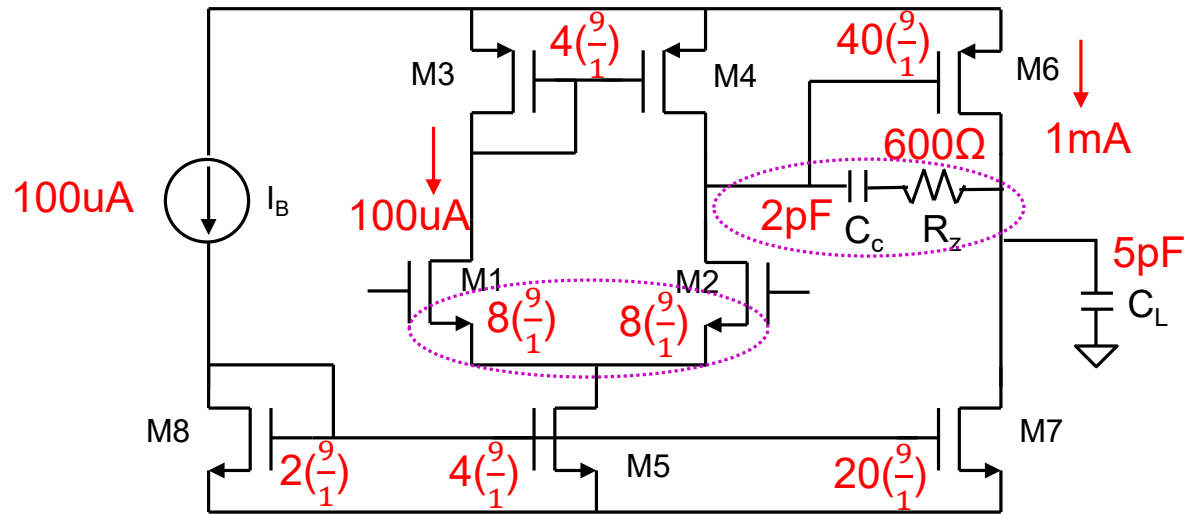 4(9/1)
40(9/1)
M3
M4
M6
600Ω
1mA
100uA
I_B
100uA
2pF
C_c
R_z
5pF
C_L
M1
M2
8(9/1)
8(9/1)
M8
2(9/1)
4(9/1)
M5
20(9/1)
M7